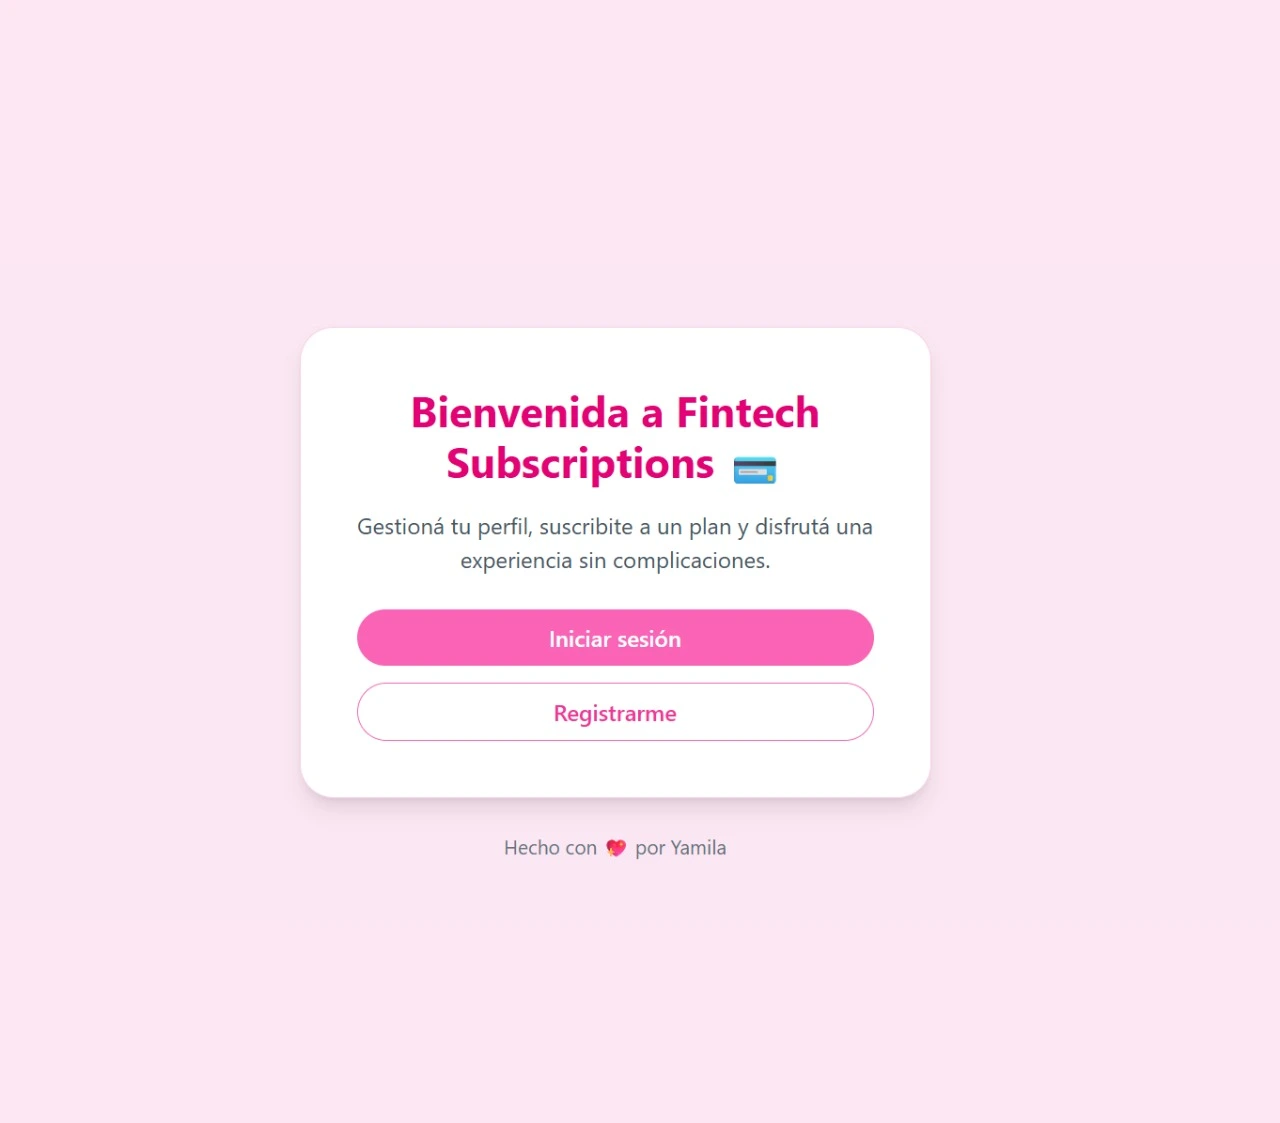 Bienvenida a Fintech
Subscriptions 💳
Gestioná tu perfil, suscribite a un plan y disfrutá una
experiencia sin complicaciones.
Iniciar sesión
Registrarme
Hecho con 💖 por Yamila